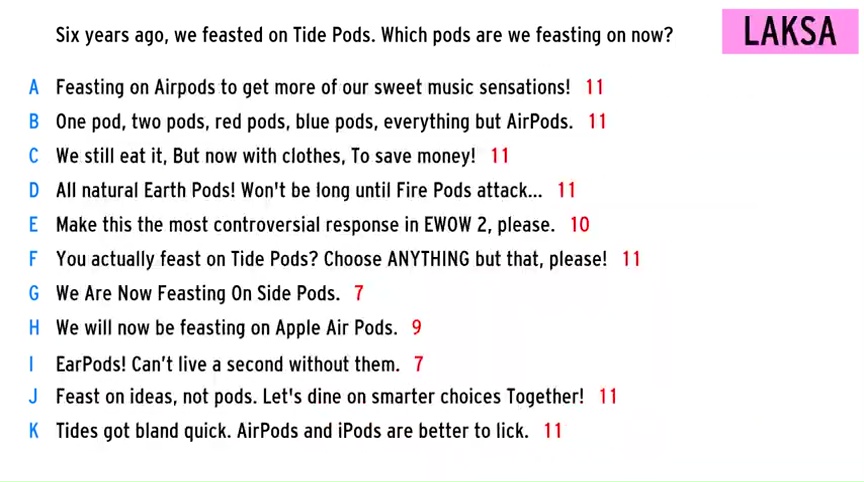 Six years ago, we feasted on Tide Pods. Which pods are we feasting on now?
LAKSA
A Feasting on Airpods to get more of our sweet music sensations! 11
B One pod, two pods, red pods, blue pods, everything but AirPods. 11
C We still eat it, But now with clothes, To save money! 11
D All natural Earth Pods! Won't be long until Fire Pods attack... 11
E Make this the most controversial response in EWOW 2, please. 10
F You actually feast on Tide Pods? Choose ANYTHING but that, please! 11
G We Are Now Feasting On Side Pods. 7
H We will now be feasting on Apple Air Pods. 9
I EarPods! Can’t live a second without them. 7
J Feast on ideas, not pods. Let's dine on smarter choices Together! 11
K Tides got bland quick. AirPods and iPods are better to lick. 11